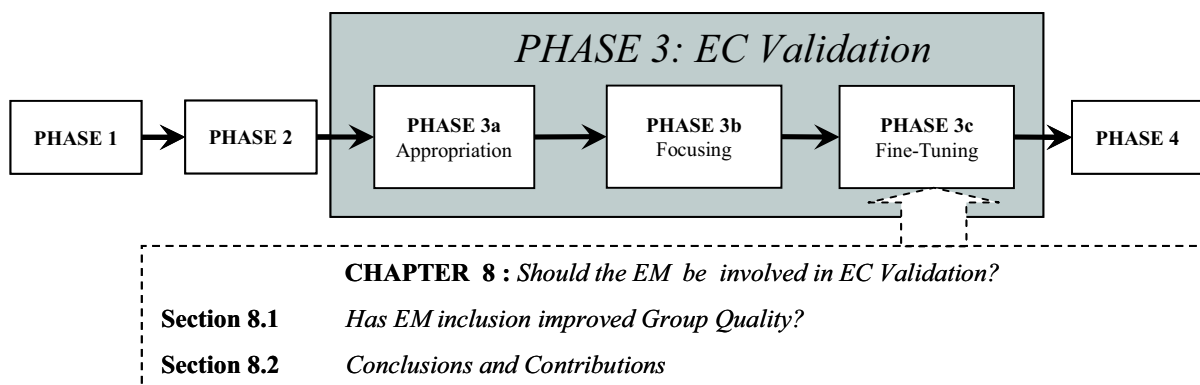 PHASE 3: EC Validation
PHASE 1
PHASE 2
PHASE 3a
Appropriation
PHASE 3b
Focusing
PHASE 3c
Fine-Tuning
PHASE 4
CHAPTER 8 : Should the EM be involved in EC Validation?
Section 8.1 Has EM inclusion improved Group Quality?
Section 8.2 Conclusions and Contributions